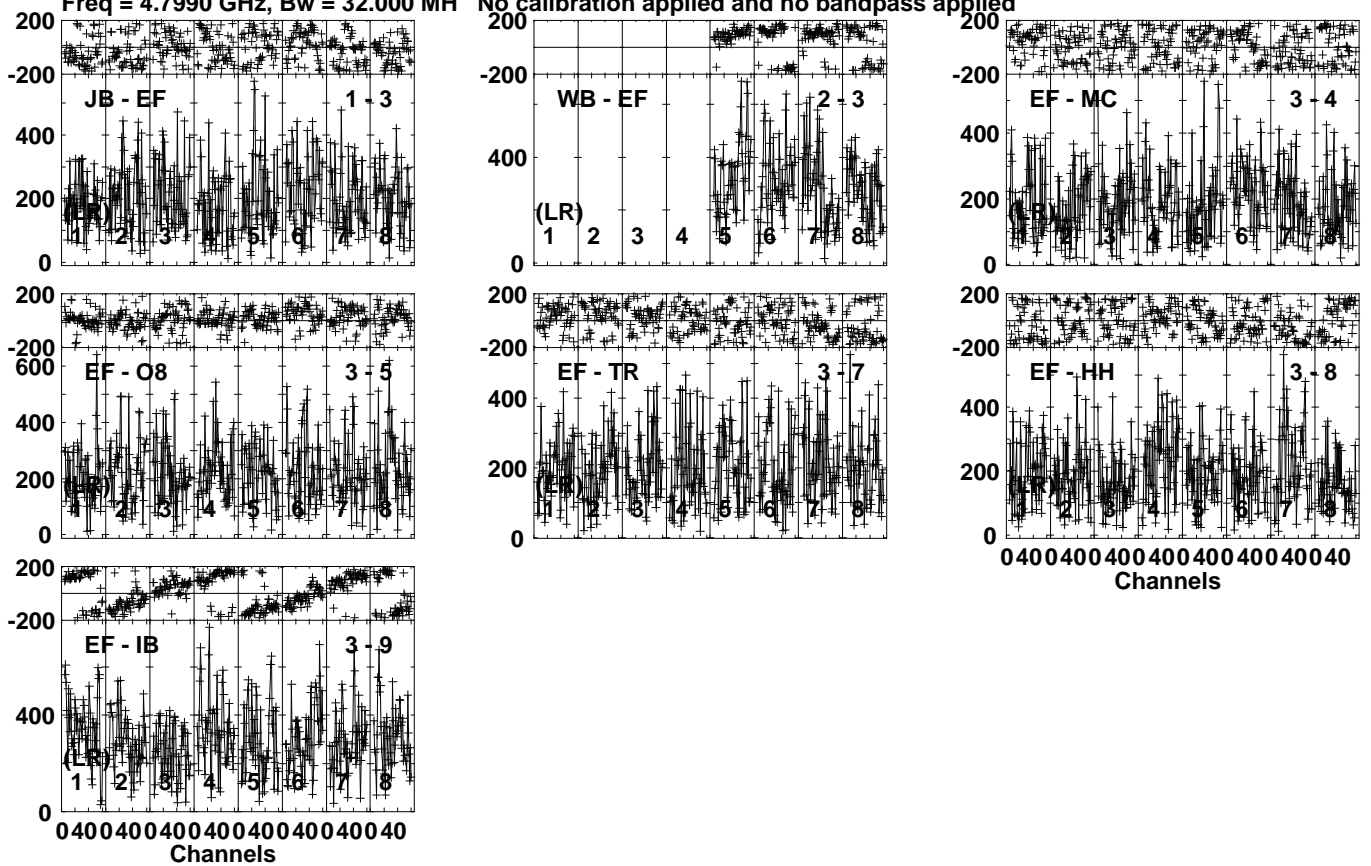 Freq = 4.7990 GHz, Bw = 32.000 MH No calibration applied and no bandpass applied
200
-200
JB - EF 1 - 3
400
200
0
(LR)
1 2 3 4 5 6 7 8
200
-200
WB - EF 2 - 3
400
0
(LR)
1 2 3 4 5 6 7 8
200
-200
EF - MC 3 - 4
400
200
0
(LR)
1 2 3 4 5 6 7 8
200
-200
EF - O8 3 - 5
600
400
200
0
(LR)
1 2 3 4 5 6 7 8
200
-200
EF - TR 3 - 7
400
200
0
(LR)
1 2 3 4 5 6 7 8
200
-200
EF - HH 3 - 8
400
200
0
(LR)
1 2 3 4 5 6 7 8
0 40 0 40 0 40 0 40 0 40 0 40 0 40 0 40
Channels
200
-200
EF - IB 3 - 9
400
0
(LR)
1 2 3 4 5 6 7 8
0 40 0 40 0 40 0 40 0 40 0 40 0 40 0 40
Channels